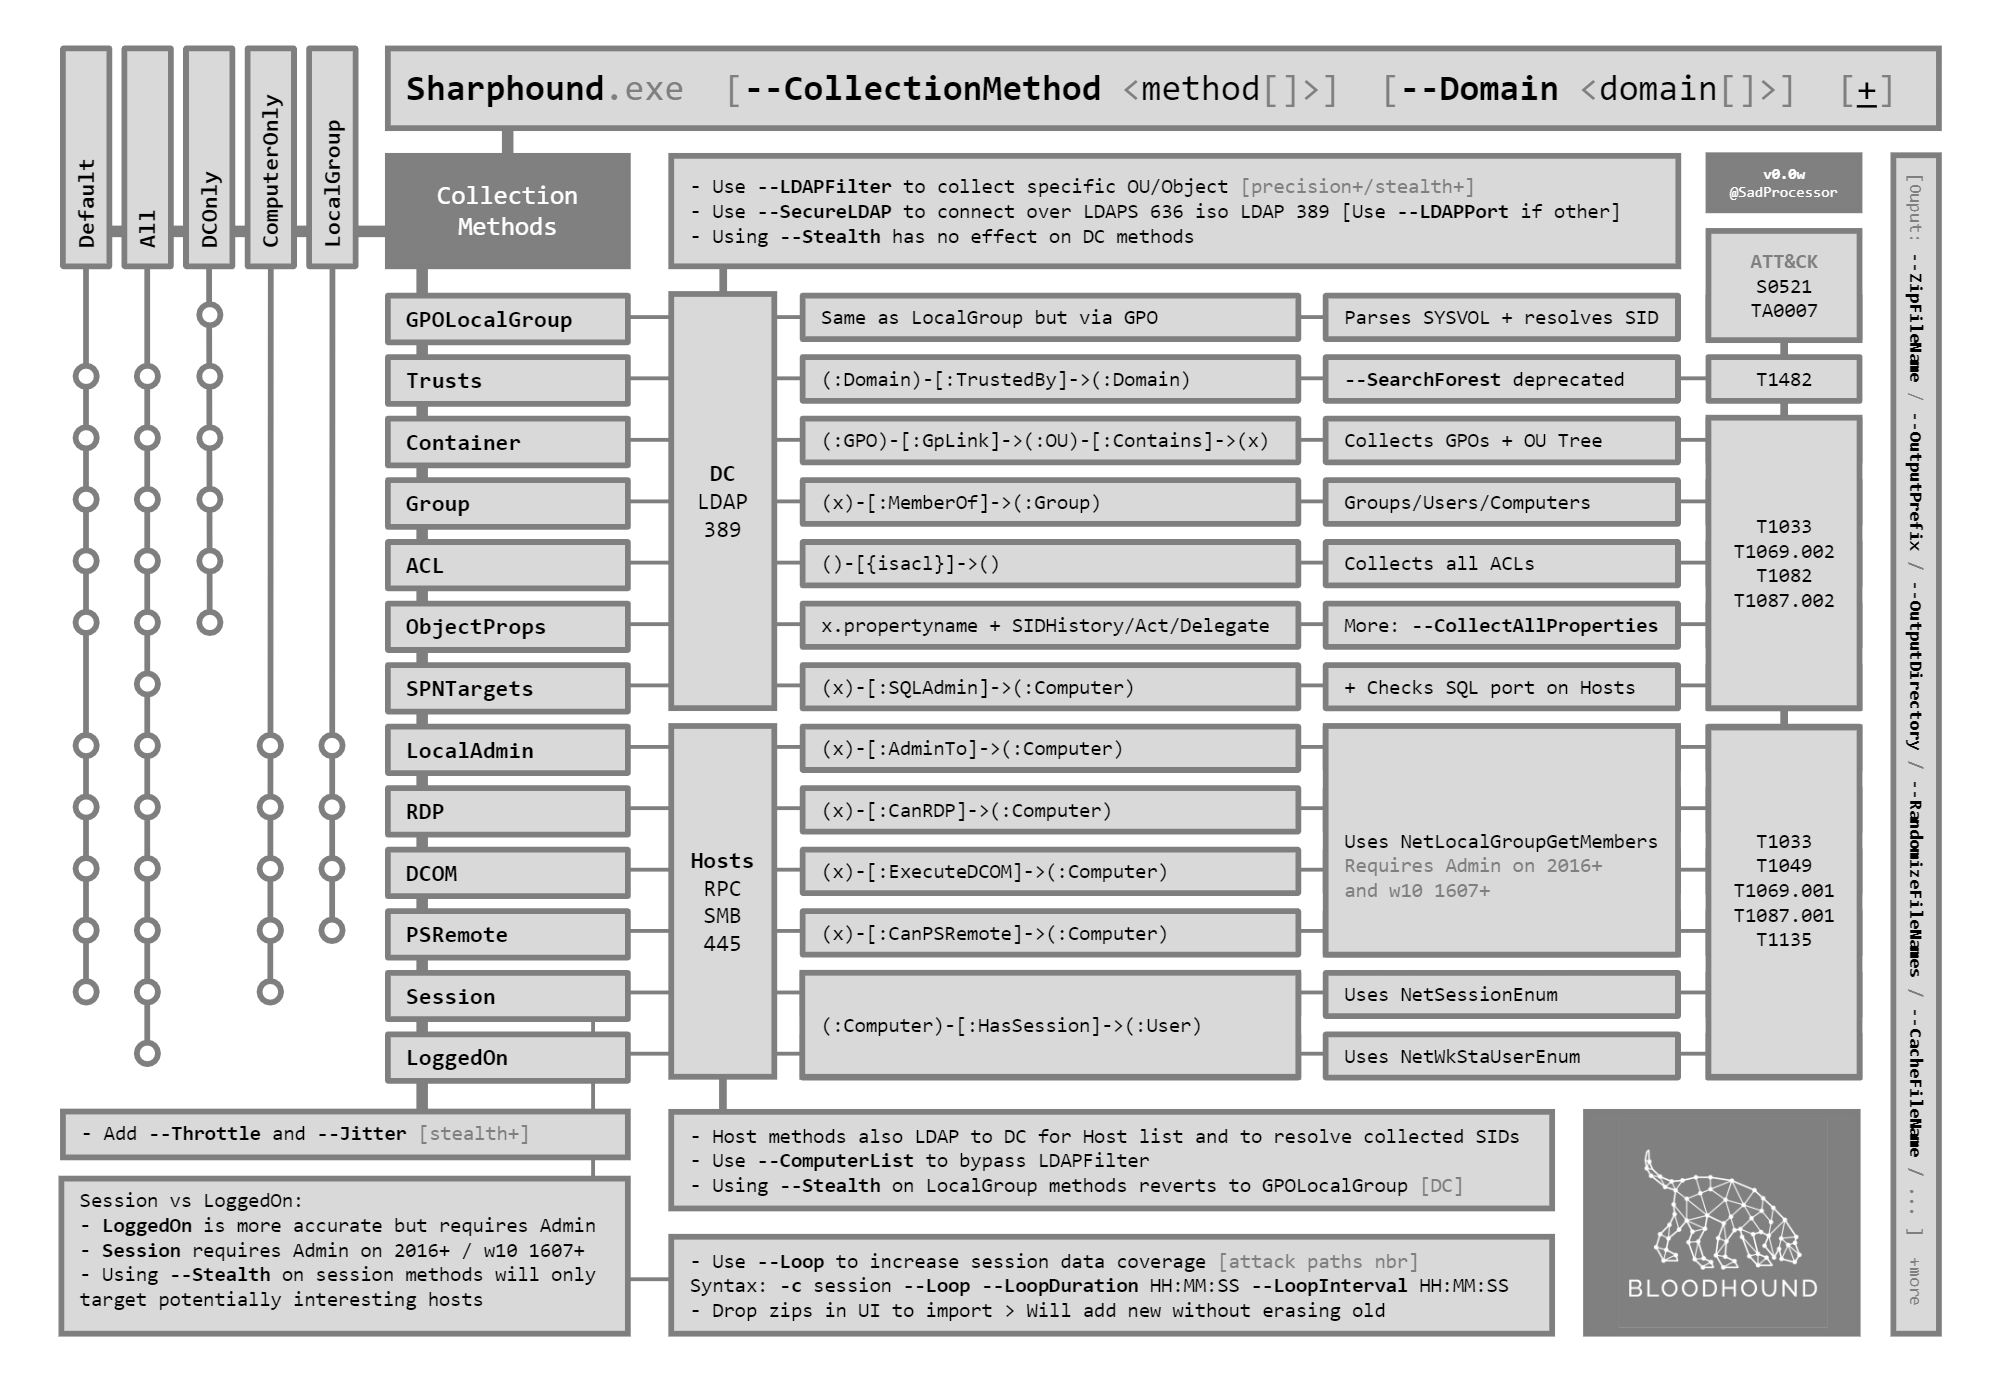 Default
All
DCOnly
ComputerOnly
LocalGroup
Sharphound.exe [--CollectionMethod <method[]>] [--Domain <domain[]>] [+]
Collection
Methods
- Use --LDAPFilter to collect specific OU/Object [precision+/stealth+]
- Use --SecureLDAP to connect over LDAPS 636 iso LDAP 389 [Use --LDAPPort if other]
- Using --Stealth has no effect on DC methods
v0.0w
@SadProcessor
ATT&CK
S0521
TA0007
GPOLocalGroup
Same as LocalGroup but via GPO
Parses SYSVOL + resolves SID
Trusts
(:Domain)-[:TrustedBy]->(:Domain)
--SearchForest deprecated
T1482
Container
(:GPO)-[:GpLink]->(:OU)-[:Contains]->(x)
Collects GPOs + OU Tree
Group
(x)-[:MemberOf]->(:Group)
Groups/Users/Computers
ACL
()-[{isacl}]->()
Collects all ACLs
ObjectProps
x.propertyname + SIDHistory/Act/Delegate
More: --CollectAllProperties
SPNTargets
(x)-[:SQLAdmin]->(:Computer)
+ Checks SQL port on Hosts
DC
LDAP
389
T1033
T1069.002
T1082
T1087.002
LocalAdmin
(x)-[:AdminTo]->(:Computer)
RDP
(x)-[:CanRDP]->(:Computer)
DCOM
(x)-[:ExecuteDCOM]->(:Computer)
PSRemote
(x)-[:CanPSRemote]->(:Computer)
Uses NetLocalGroupGetMembers
Requires Admin on 2016+
and w10 1607+
Session
LoggedOn
(:Computer)-[:HasSession]->(:User)
Uses NetSessionEnum
Uses NetWkStaUserEnum
Hosts
RPC
SMB
445
T1033
T1049
T1069.001
T1087.001
T1135
- Add --Throttle and --Jitter [stealth+]
Session vs LoggedOn:
- LoggedOn is more accurate but requires Admin
- Session requires Admin on 2016+ / w10 1607+
- Using --Stealth on session methods will only
target potentially interesting hosts
- Host methods also LDAP to DC for Host list and to resolve collected SIDs
- Use --ComputerList to bypass LDAPFilter
- Using --Stealth on LocalGroup methods reverts to GPOLocalGroup [DC]
- Use --Loop to increase session data coverage [attack paths nbr]
Syntax: -c session --Loop --LoopDuration HH:MM:SS --LoopInterval HH:MM:SS
- Drop zips in UI to import > Will add new without erasing old
BLOODHOUND
[Ouput: --ZipFileName / --OutputPrefix / --OutputDirectory / --RandomizeFileNames / --CacheFileName / ... ] +more